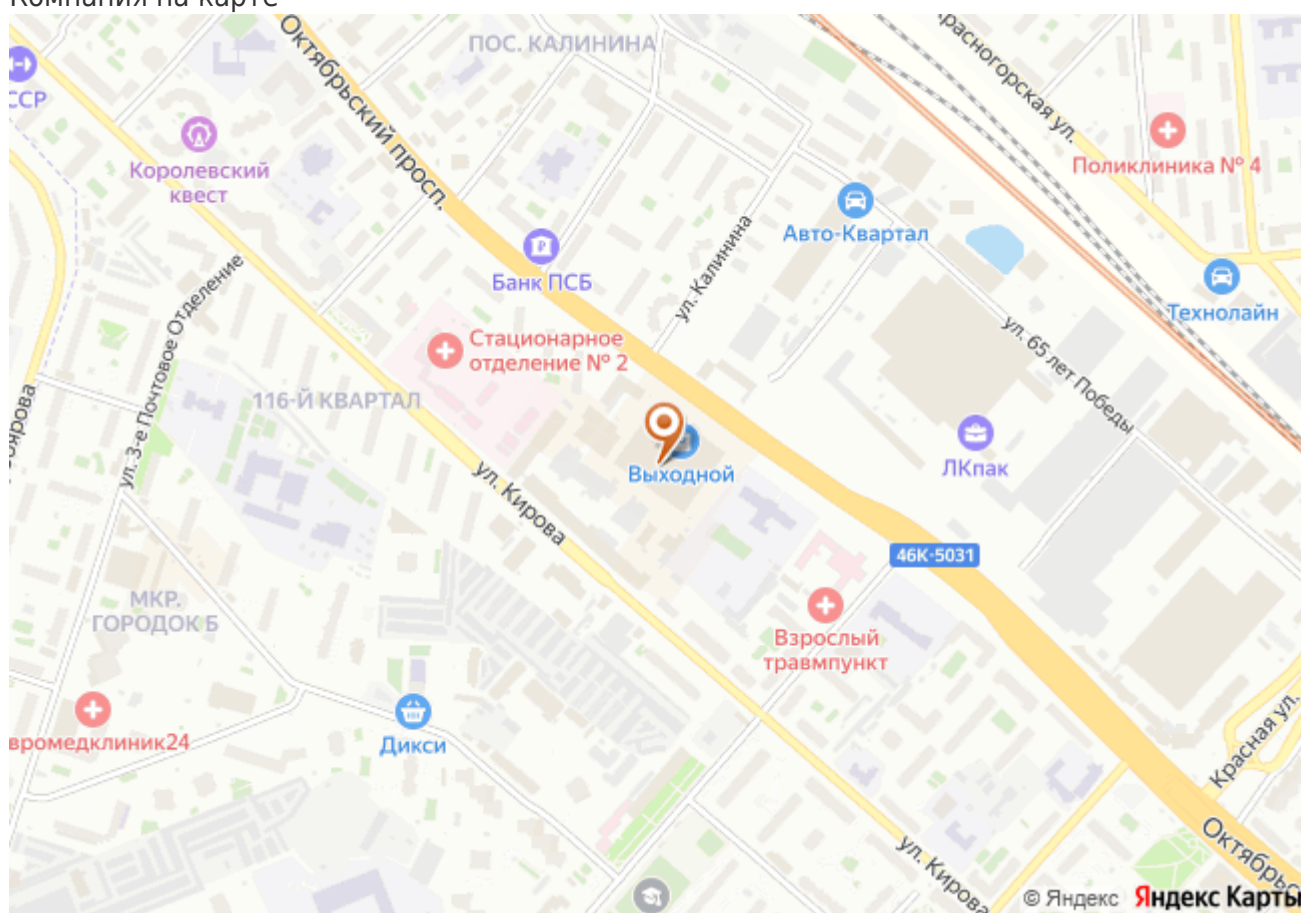 Компания на карте
Октябрьский просп.
ПОС. КАЛИНИНА
Красногорская ул.
ССР
Королевский
квест
Поликлиника № 4
Авто-Квартал
Банк ПСБ
ул. Калинина
Технолайн
ул. 3-е Почтовое Отделение
Стационарное
отделение № 2
ул. 65 лет Победы
116-Й КВАРТАЛ
Выходной
ЛКпак
ул. Кирова
46К-5031
МКР.
ГОРОДОК Б
Взрослый
травмпункт
вромедклиник24
Дикси
Красная ул.
ул. Кирова
Октябрьс
© Яндекс Яндекс Карты